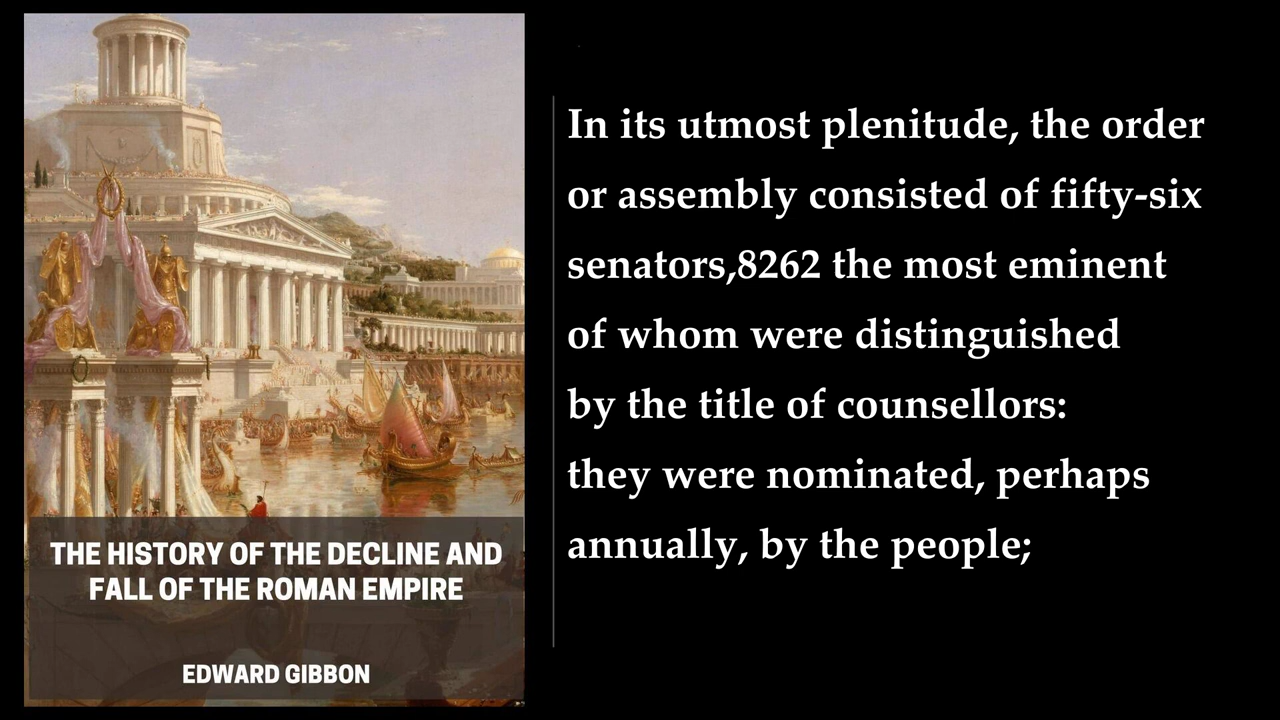 THE HISTORY OF THE DECLINE AND
FALL OF THE ROMAN EMPIRE
EDWARD GIBBON
In its utmost plenitude, the order
or assembly consisted of fifty-six
senators,8262 the most eminent
of whom were distinguished
by the title of counsellors:
they were nominated, perhaps
annually, by the people;